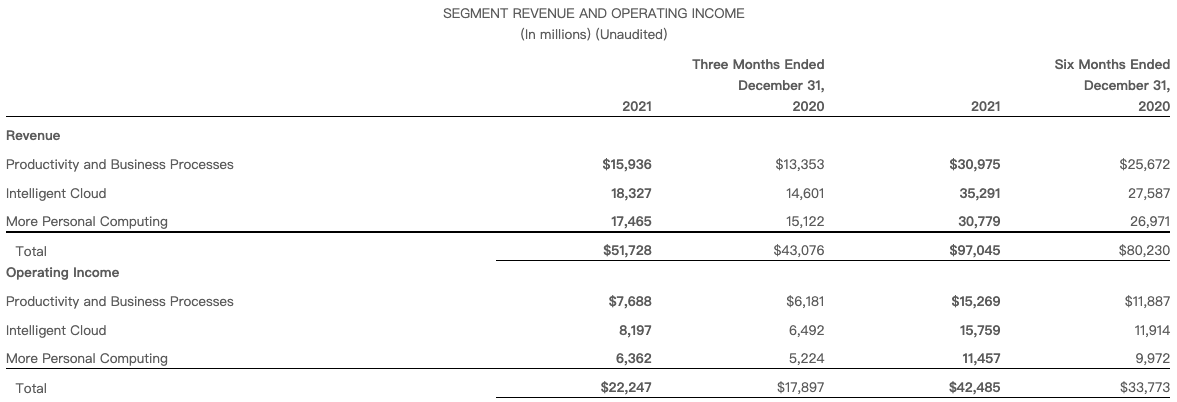 SEGMENT REVENUE AND OPERATING INCOME
(In millions) (Unaudited)
Three Months Ended Six Months Ended
December 31, December 31,
2021 2020 2021 2020
Revenue
Productivity and Business Processes $15,936 $13,353 $30,975 $25,672
Intelligent Cloud 18,327 14,601 35,291 27,587
More Personal Computing 17,465 15,122 30,779 26,971
Total $51,728 $43,076 $97,045 $80,230
Operating Income
Productivity and Business Processes $7,688 $6,181 $15,269 $11,887
Intelligent Cloud 8,197 6,492 15,759 11,914
More Personal Computing 6,362 5,224 11,457 9,972
Total $22,247 $17,897 $42,485 $33,773